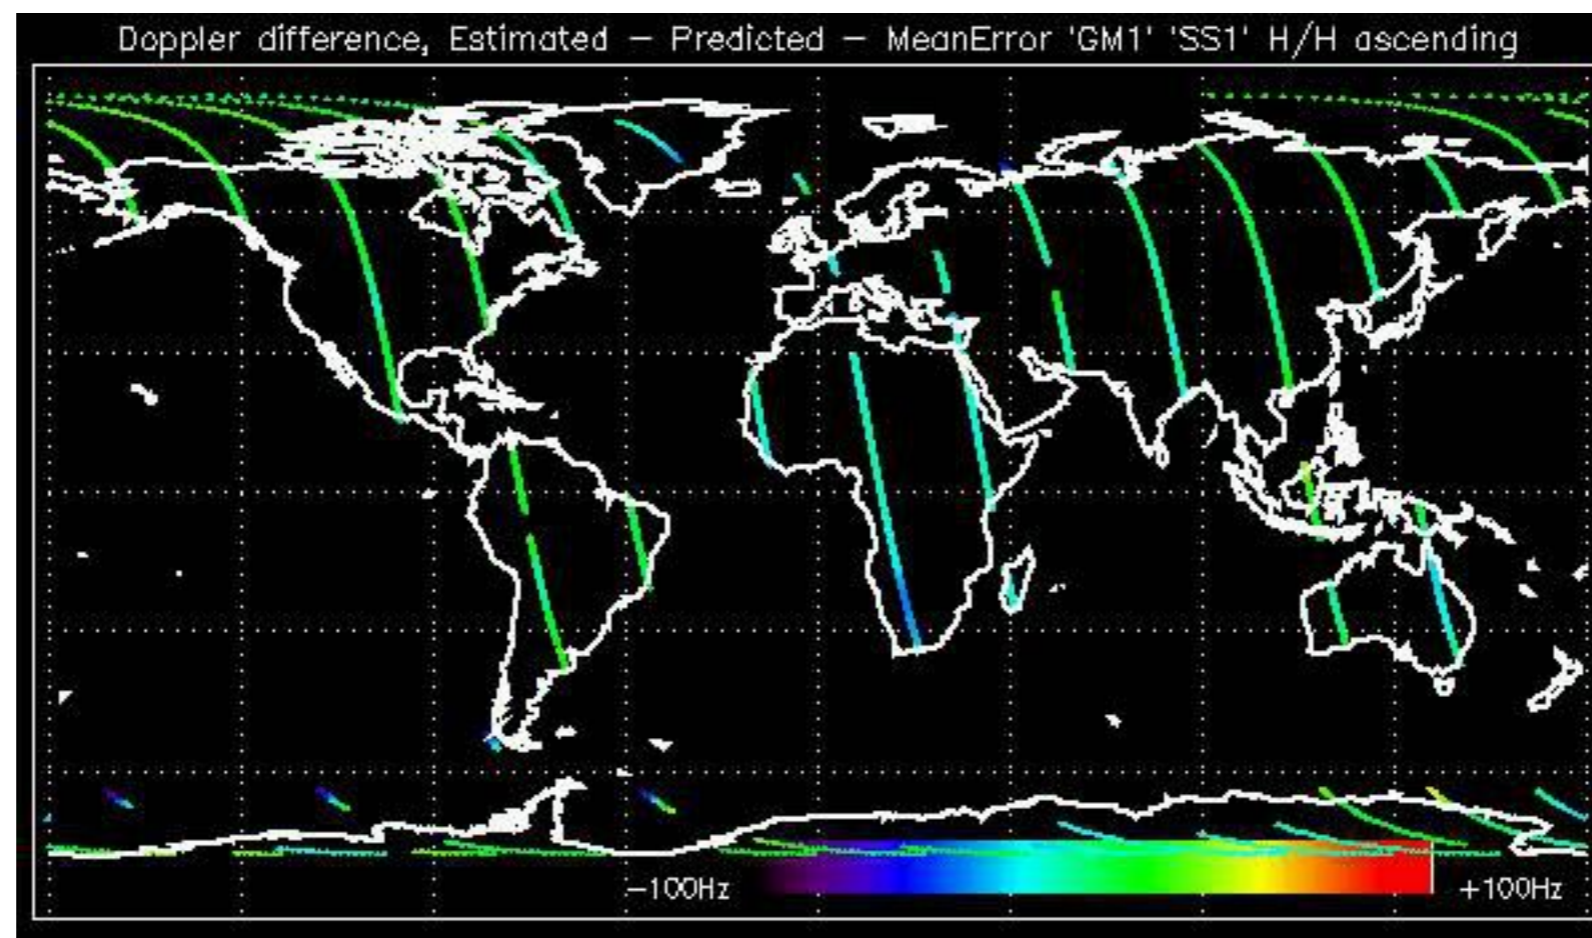 Doppler difference, Estimated − Predicted − MeanError 'GM1' 'SS1' H/H ascending
−100Hz
+100Hz